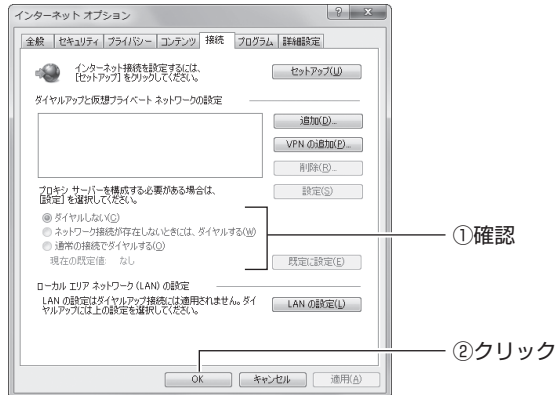 インターネット オプション
全般 セキュリティ プライバシー コンテンツ 接続 プログラム 詳細設定
インターネット接続を設定するには、
[セットアップ] をクリックしてください。
セットアップ(U)
ダイヤルアップと仮想プライベート ネットワークの設定
追加(D)...
VPN の追加(P)...
削除(R)...
プロキシ サーバーを構成する必要がある場合は、
[設定] を選択してください。
設定(S)
ダイヤルしない(C)
ネットワーク接続が存在しないときには、ダイヤルする(W)
通常の接続でダイヤルする(O)
現在の既定値: なし
既定に設定(E)
①確認
ローカル エリア ネットワーク (LAN) の設定
LAN の設定はダイヤルアップ接続には適用されません。ダイ
ヤルアップには上の設定を選択してください。
LAN の設定(L)
②クリック
OK キャンセル 適用(A)